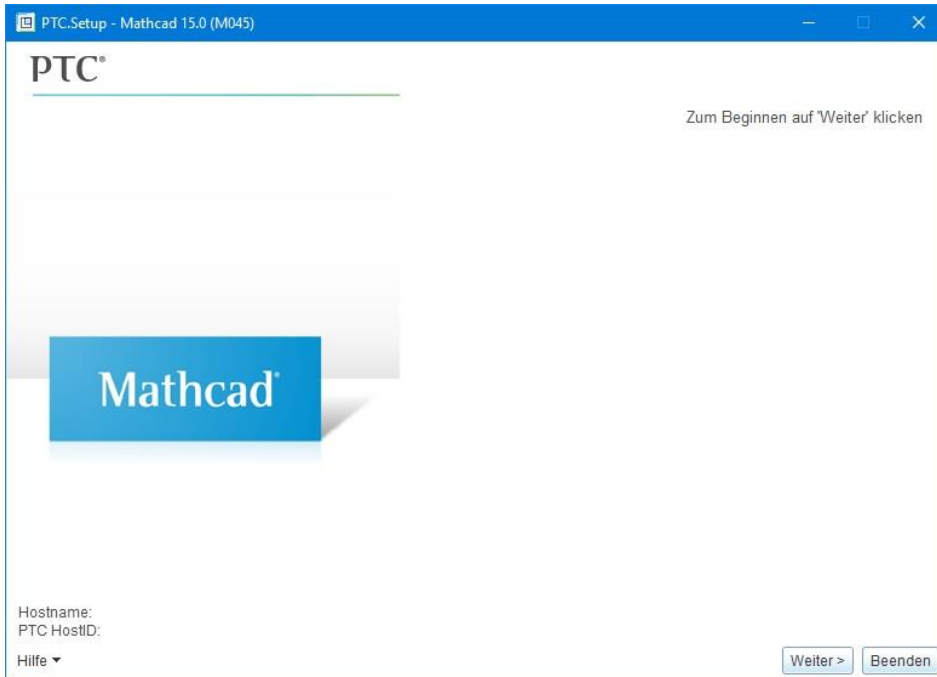 PTC.Setup - Mathcad 15.0 (M045)
PTC®
Zum Beginnen auf 'Weiter' klicken
Mathcad®
Hostname:
PTC HostID:
Hilfe
Weiter > Beenden